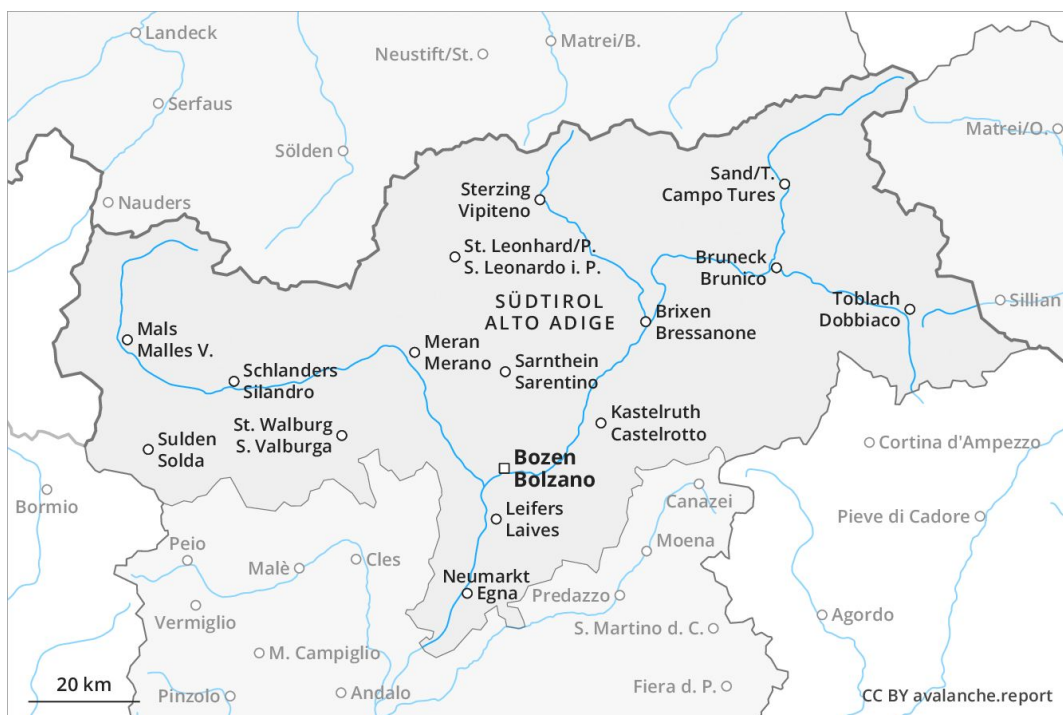 Landeck
Neustift/St.
Matrei/B.
Serfaus
Matrei/O.
Sölden
Sand/T.
Campo Tures
Sterzing
Vipiteno
Nauders
St. Leonhard/P.
S. Leonardo i. P.
Bruneck
Brunico
SÜDTIROL
ALTO ADIGE
Toblach
Dobbiaco
Sillian
Brixen
Bressanone
Mals
Malles V.
Meran
Merano
Sarnthein
Sarentino
Schlanders
Silandro
Kastelruth
Castelrotto
St. Walburg
S. Valburga
Sulden
Solda
Cortina d'Ampezzo
Bozen
Bolzano
Bormio
Canazei
Leifers
Laives
Pieve di Cadore
Moena
Peio
Malè
Cles
Neumarkt
Egna
Predazzo
Vermiglio
Agordo
S. Martino d. C.
M. Campiglio
20 km
Pinzolo
Andalo
Fiera d. P.
CC BY avalanche.report